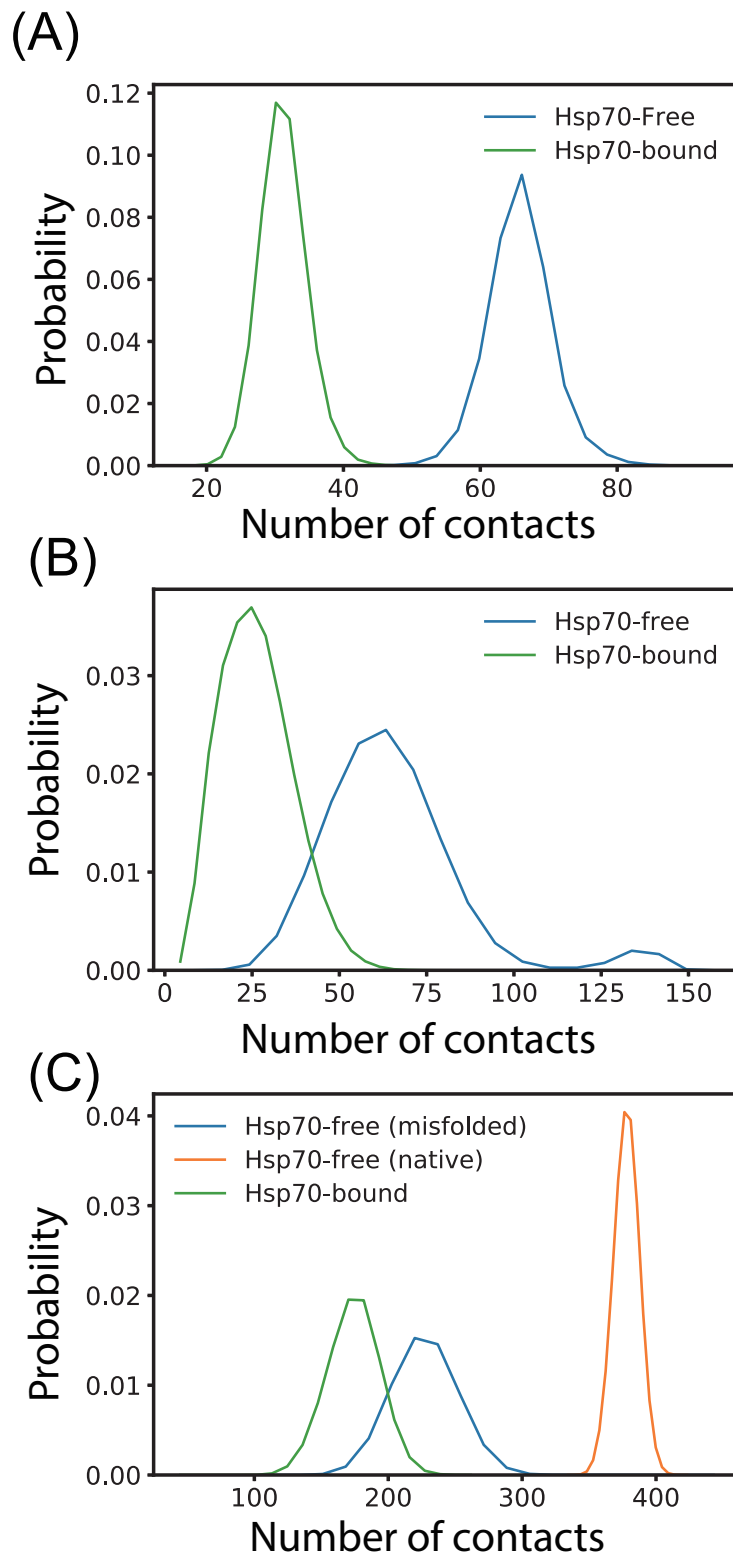 (A)
0.12
0.10
0.08
0.06
0.04
0.02
0.00
Probability
Hsp70-Free
Hsp70-bound
20 40 60 80
Number of contacts
(B)
0.03
0.02
0.01
0.00
Probability
Hsp70-free
Hsp70-bound
0 25 50 75 100 125 150
Number of contacts
(C)
0.04
0.03
0.02
0.01
0.00
Probability
Hsp70-free (misfolded)
Hsp70-free (native)
Hsp70-bound
100 200 300 400
Number of contacts